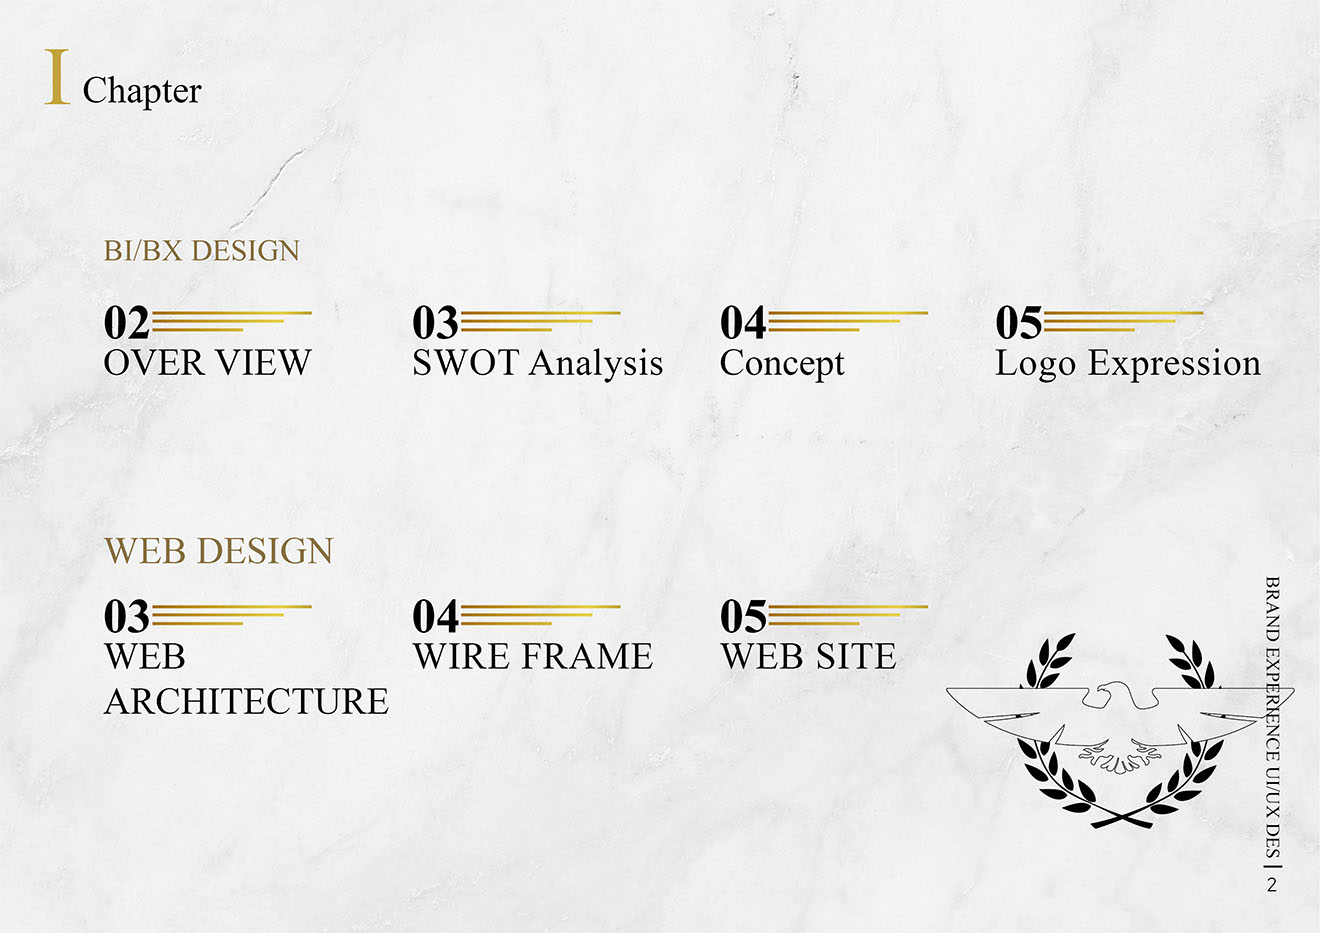 I Chapter
BI/BX DESIGN
02
OVER VIEW
03
SWOT Analysis
04
Concept
05
Logo Expression
WEB DESIGN
03
WEB
ARCHITECTURE
04
WIRE FRAME
05
WEB SITE
BRAND EXPERIENCE UI/UX DES
2